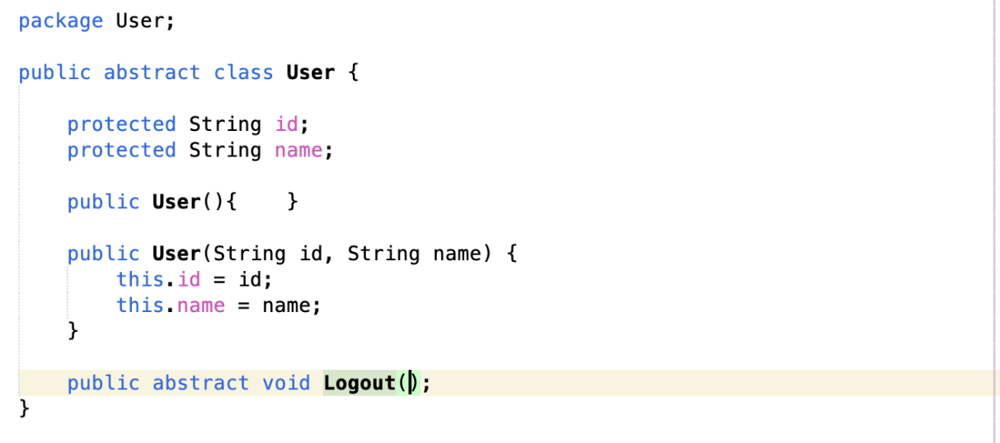 package User;
public abstract class User {
protected String id;
protected String name;
public User(){    }
public User(String id, String name) {
this.id = id;
this.name = name;
}
public abstract void Logout();
}